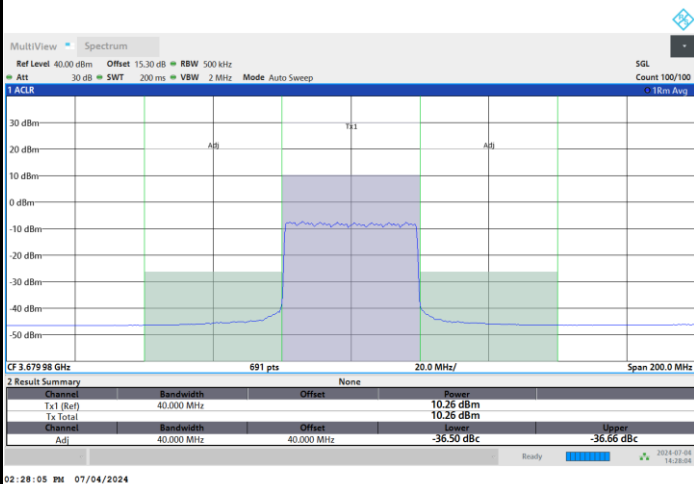 MultiView Spectrum
Ref Level 40.00 dBm Offset 15.30 dB RBW 500 kHz SGL
Att 30 dB SWT 200 ms VBW 2 MHz Mode Auto Sweep Count 100/100
1 ACLR 1Rm Avg
30 dBm
Tx1
20 dBm
Adj Adj
10 dBm
0 dBm
-10 dBm
-20 dBm
-30 dBm
-40 dBm
-50 dBm
CF 3.679 98 GHz 691 pts 20.0 MHz/ Span 200.0 MHz
2 Result Summary None
Channel Bandwidth Offset Power
Tx1 (Ref) 40.000 MHz 10.26 dBm
Tx Total 10.26 dBm
Channel Bandwidth Offset Lower Upper
Adj 40.000 MHz 40.000 MHz -36.50 dBc -36.66 dBc
Ready 2024-07-04
14:28:04
02:28:05 PM 07/04/2024